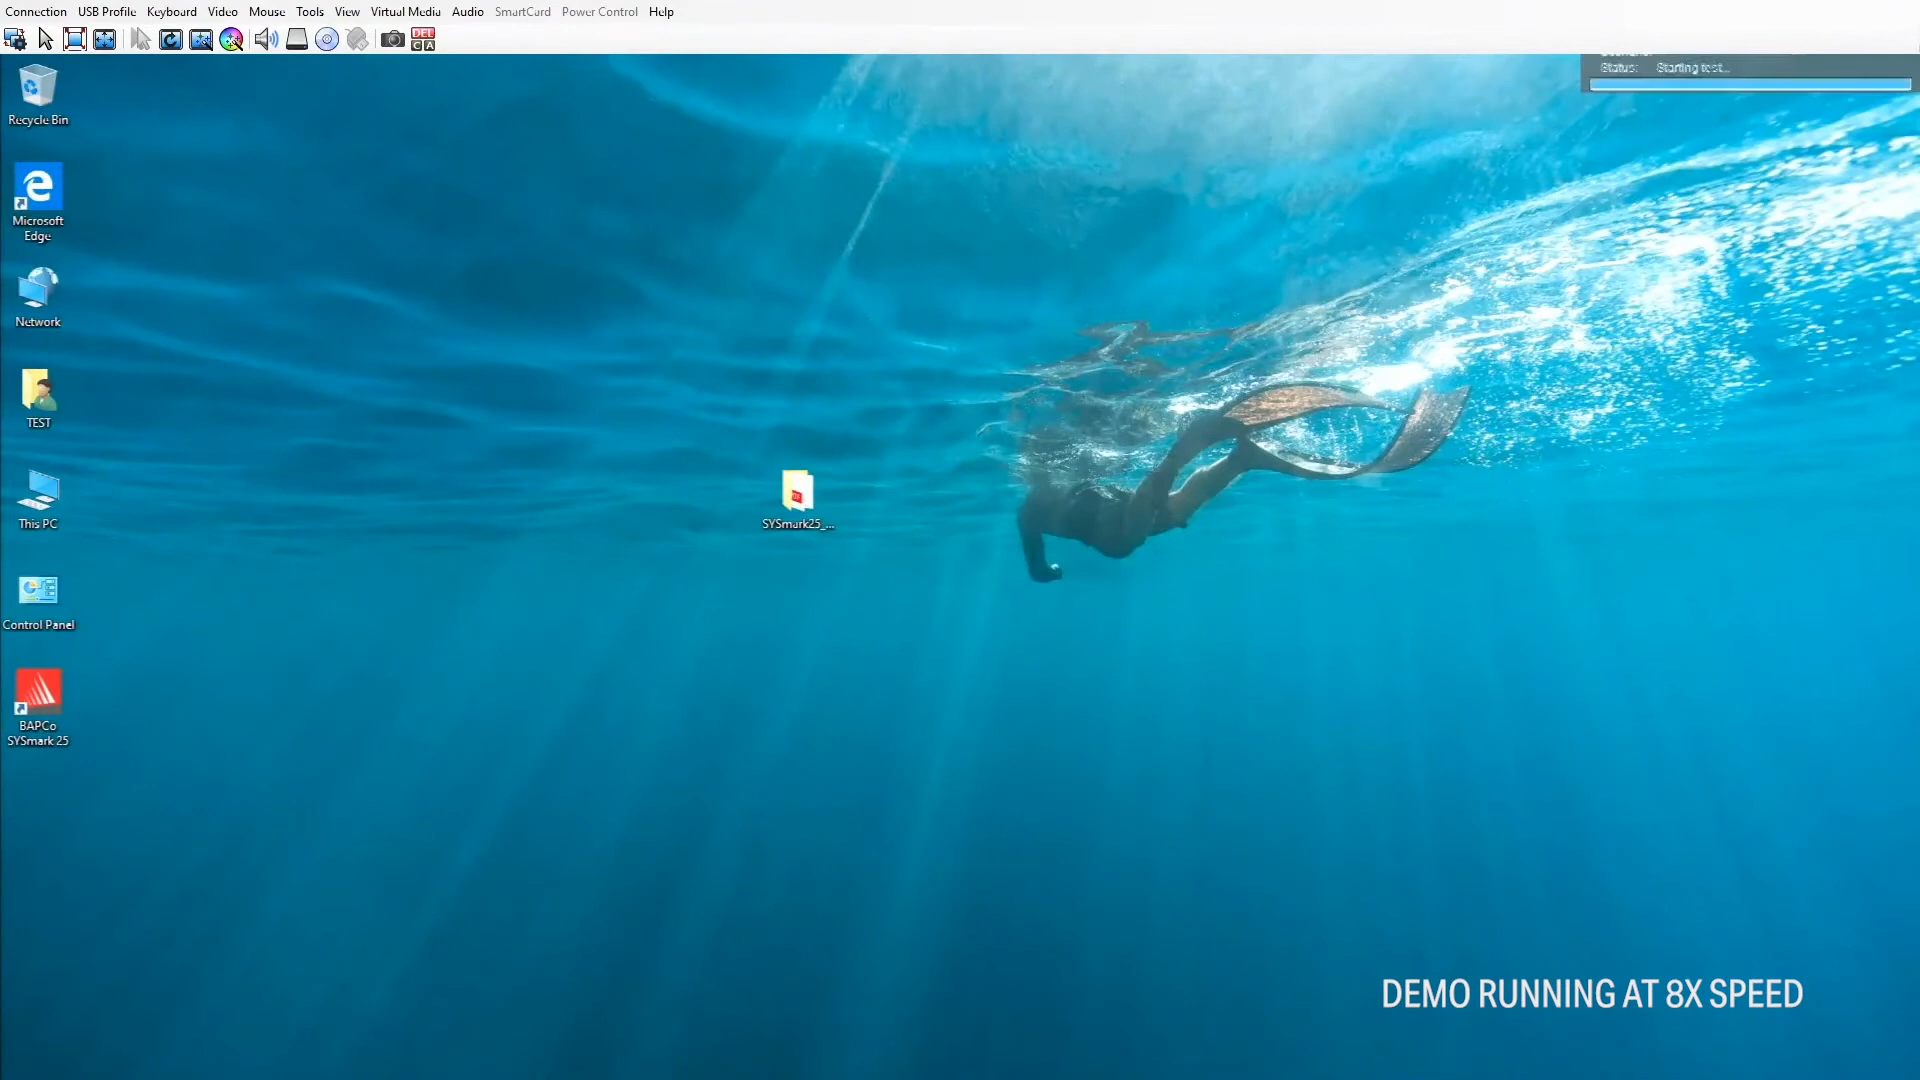 Connection USB Profile Keyboard Video Mouse Tools View Virtual Media Audio SmartCard Power Control Help
DEL
C A
Status: Starting test...
Recycle Bin
Microsoft
Edge
Network
TEST
This PC
SYSmark25_...
Control Panel
BAPCo
SYSmark 25
DEMO RUNNING AT 8X SPEED